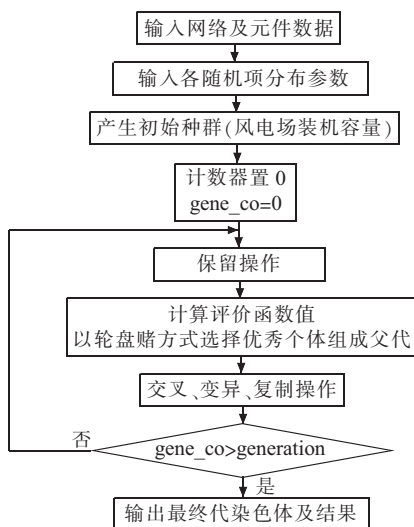 输入网络及元件数据
输入各随机项分布参数
产生初始种群(风电场装机容量)
计数器置 0
gene_co=0
保留操作
计算评价函数值
以轮盘赌方式选择优秀个体组成父代
交叉、变异、复制操作
否
gene_co>generation
是
输出最终代染色体及结果